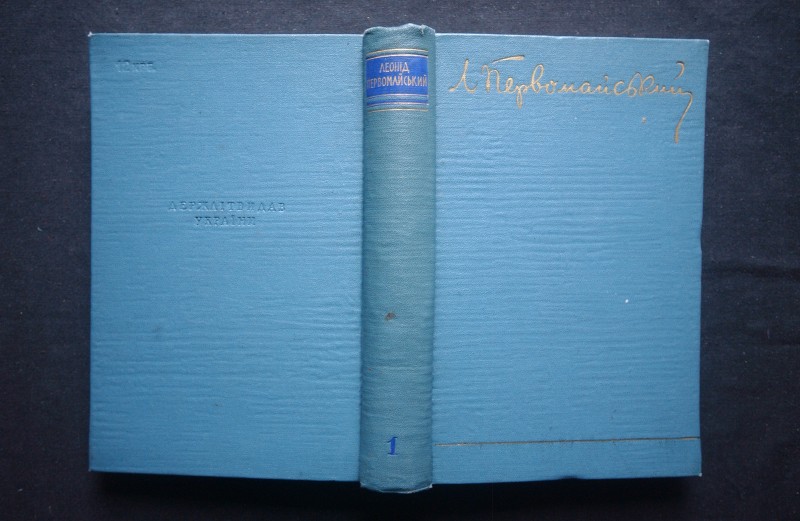 ДЕРЖЛІТВИДАВ
УКРАЇНИ
ЛЕОНІД
ПЕРВОМАЙСЬКИЙ
1
Л Первомайський